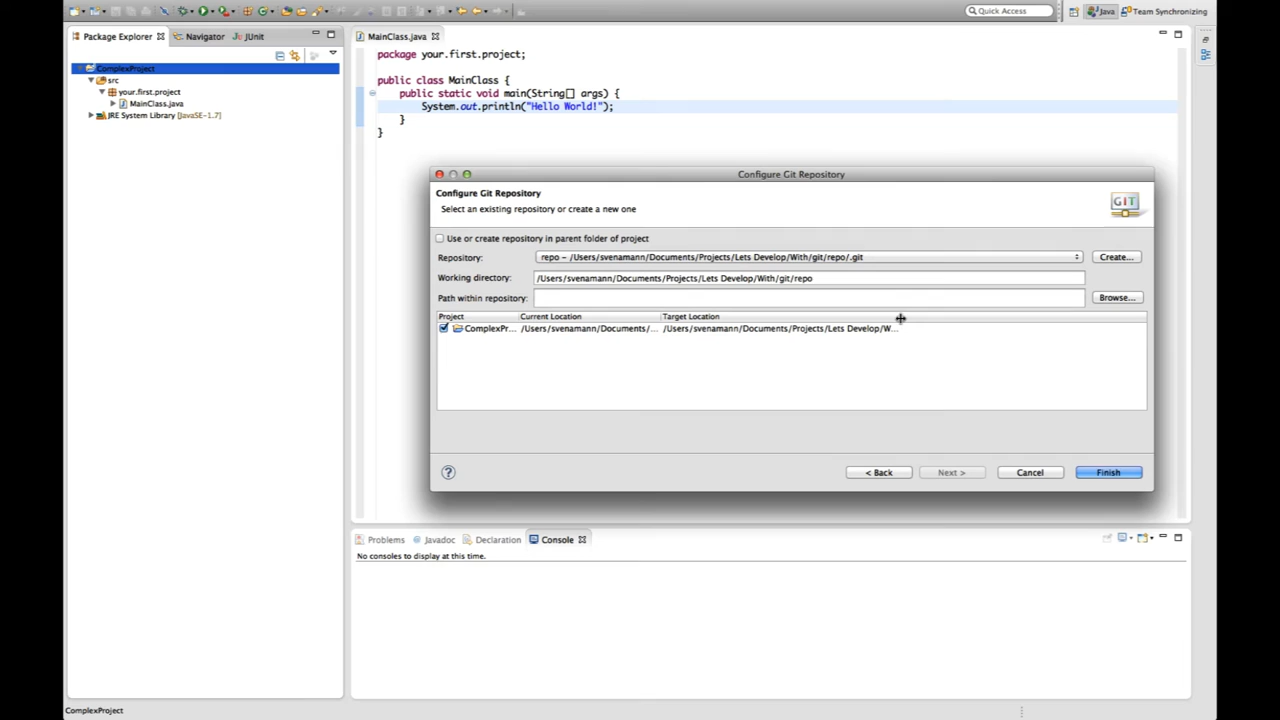 Quick Access
Java
Team Synchronizing
Package Explorer
Navigator
JUnit
MainClass.java
ComplexProject
src
your.first.project
MainClass.java
JRE System Library [JavaSE-1.7]
package your.first.project;
public class MainClass {
public static void main(String[] args) {
System.out.println("Hello World!");
}
}
Configure Git Repository
Configure Git Repository
Select an existing repository or create a new one
GIT
Use or create repository in parent folder of project
Repository:
repo - /Users/svenamann/Documents/Projects/Lets Develop/With/git/repo/.git
Create...
Working directory:
/Users/svenamann/Documents/Projects/Lets Develop/With/git/repo
Path within repository:
Browse...
Project
Current Location
Target Location
ComplexPr...
/Users/svenamann/Documents/...
/Users/svenamann/Documents/Projects/Lets Develop/W...
?
< Back
Next >
Cancel
Finish
Problems
Javadoc
Declaration
Console
No consoles to display at this time.
ComplexProject